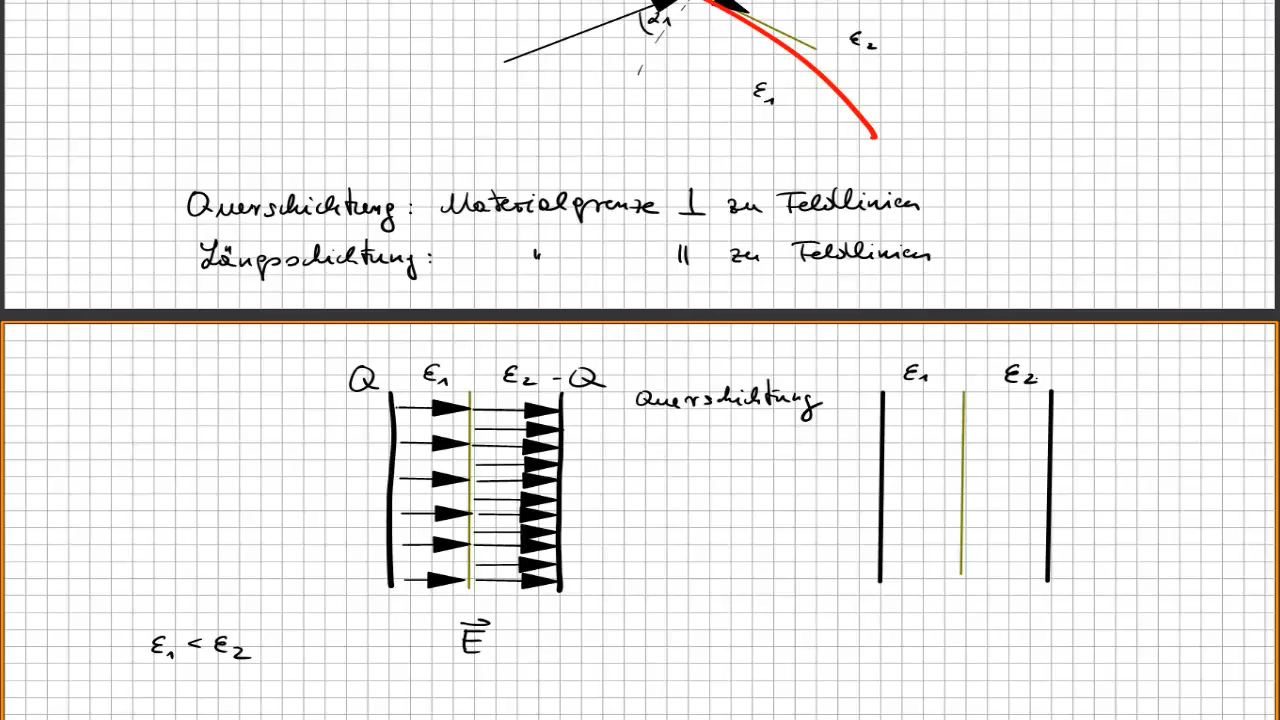 α1
ε2
ε1
Querschichtung: Materialgrenze ⊥ zu Feldlinien
Längsschichtung: " || zu Feldlinien
Q ε1 ε2 -Q
Querschichtung
ε1 ε2
E
ε1 < ε2